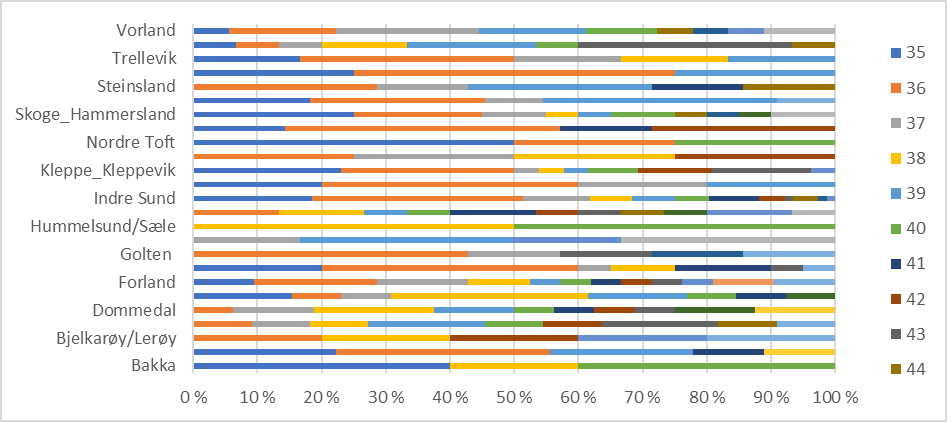 Vorland
Trellevik
Steinsland
Skoge_Hammersland
Nordre Toft
Kleppe_Kleppevik
Indre Sund
Hummelsund/Sæle
Golten
Forland
Dommedal
Bjelkarøy/Lerøy
Bakka
0 % 10 % 20 % 30 % 40 % 50 % 60 % 70 % 80 % 90 % 100 %
35
36
37
38
39
40
41
42
43
44